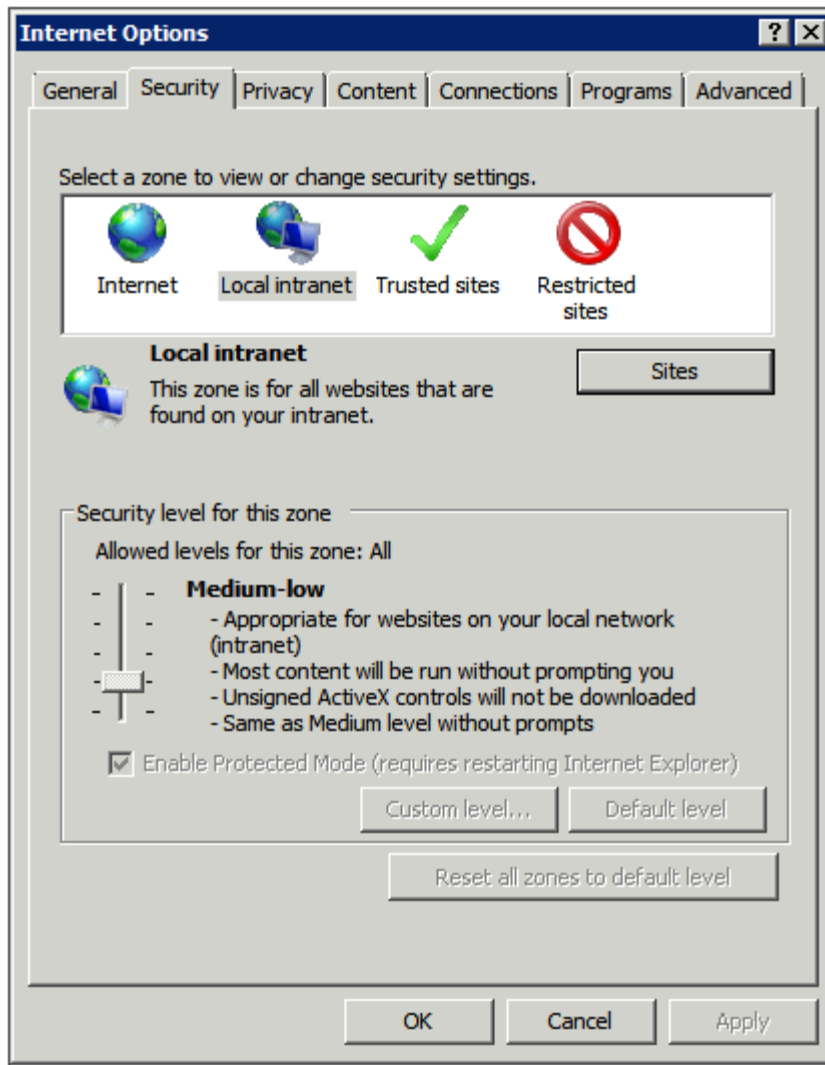 Internet Options
General Security Privacy Content Connections Programs Advanced
Select a zone to view or change security settings.
Internet Local intranet Trusted sites Restricted
sites
Local intranet
Sites
This zone is for all websites that are
found on your intranet.
Security level for this zone
Allowed levels for this zone: All
Medium-low
- Appropriate for websites on your local network
(intranet)
- Most content will be run without prompting you
- Unsigned ActiveX controls will not be downloaded
- Same as Medium level without prompts
Enable Protected Mode (requires restarting Internet Explorer)
Custom level... Default level
Reset all zones to default level
OK Cancel Apply